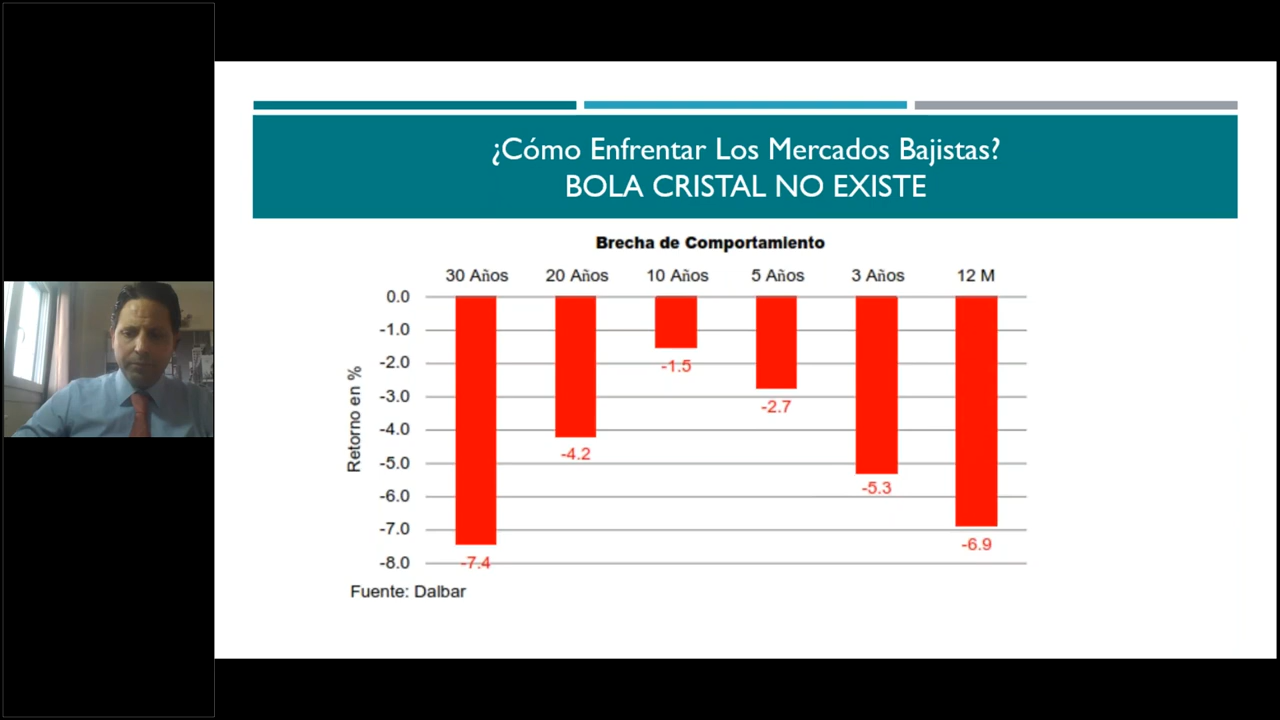 ¿Cómo Enfrentar Los Mercados Bajistas?
BOLA CRISTAL NO EXISTE
Brecha de Comportamiento
30 Años 20 Años 10 Años 5 Años 3 Años 12 M
0.0
-1.0
-2.0
-3.0
-4.0
-5.0
-6.0
-7.0
-8.0
Retorno en %
-7.4
-4.2
-1.5
-2.7
-5.3
-6.9
Fuente: Dalbar